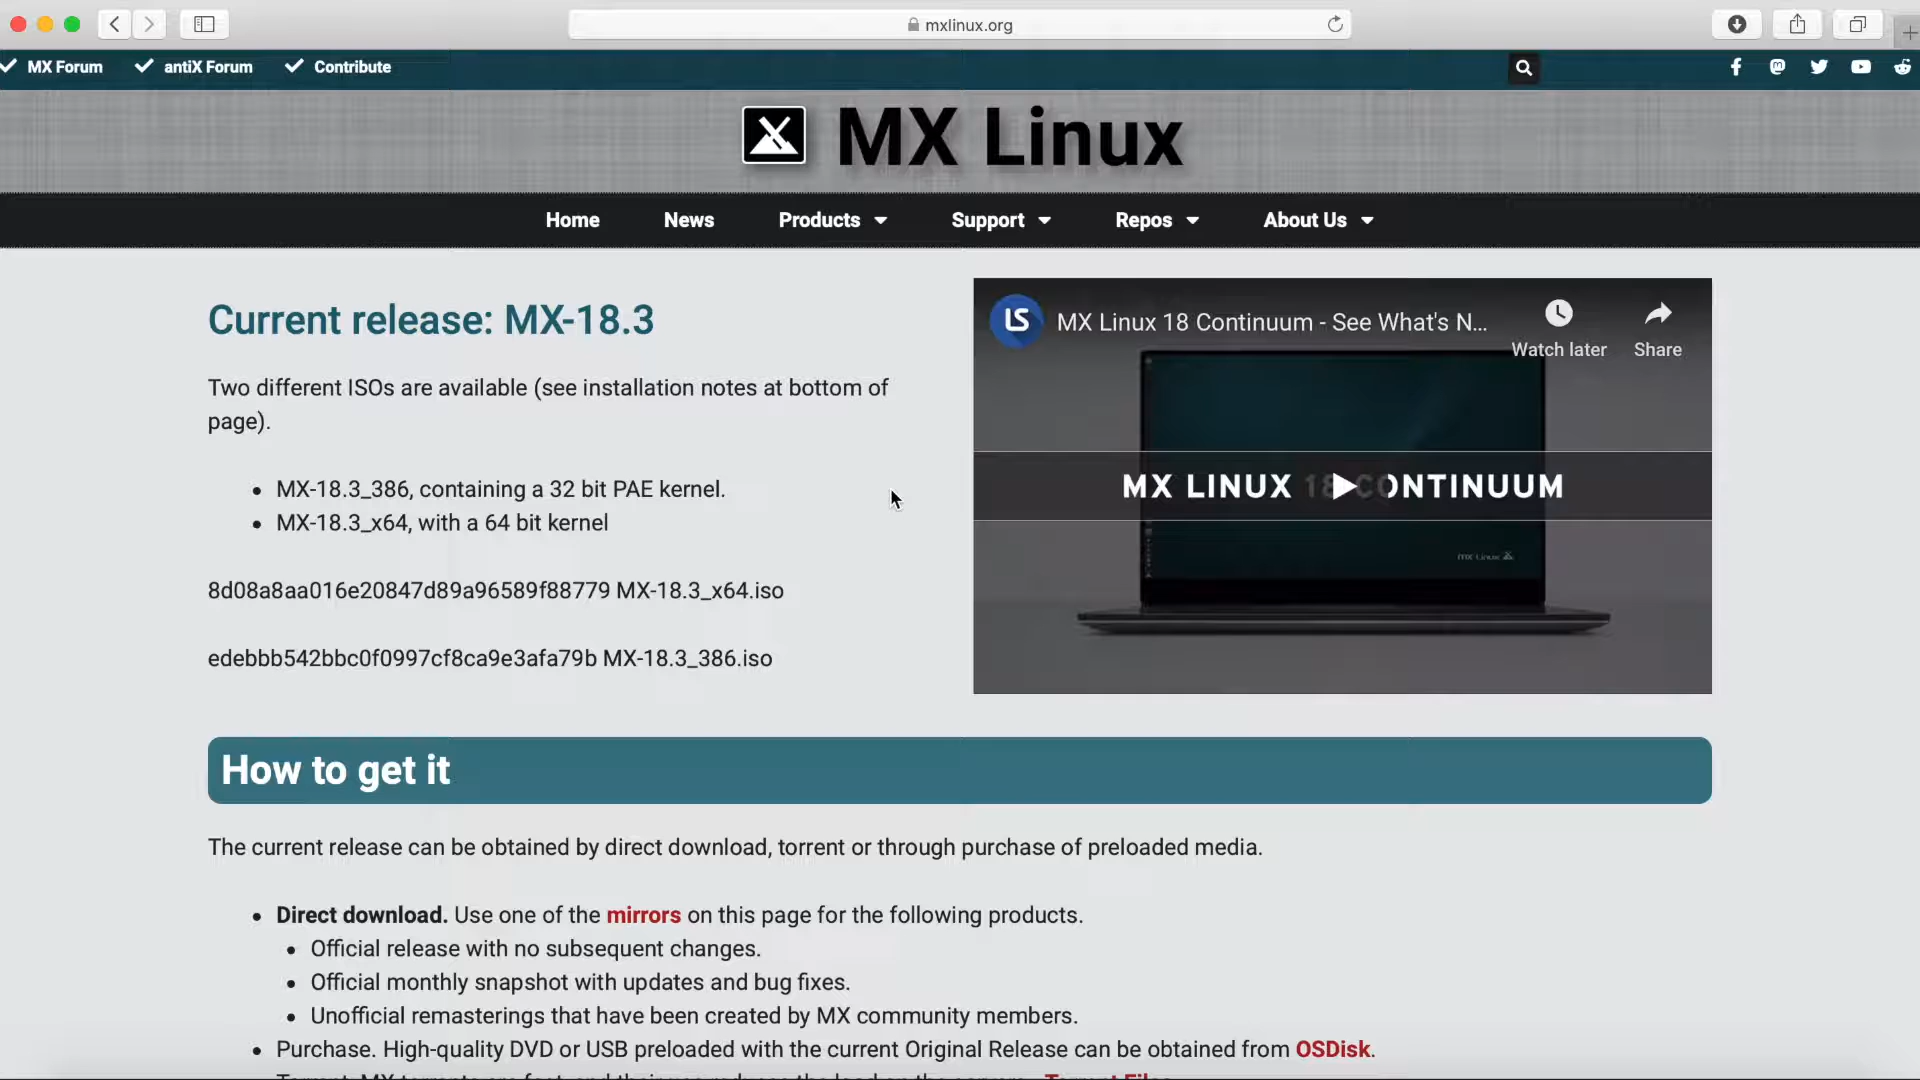 mxlinux.org
MX Forum antiX Forum Contribute
MX Linux
Home News Products Support Repos About Us
Current release: MX-18.3
Two different ISOs are available (see installation notes at bottom of
page).
MX-18.3_386, containing a 32 bit PAE kernel.
MX-18.3_x64, with a 64 bit kernel
8d08a8aa016e20847d89a96589f88779 MX-18.3_x64.iso
edebbb542bbc0f0997cf8ca9e3afa79b MX-18.3_386.iso
LS MX Linux 18 Continuum - See What's N...
Watch later Share
MX LINUX 18 CONTINUUM
mx Linux
How to get it
The current release can be obtained by direct download, torrent or through purchase of preloaded media.
Direct download. Use one of the mirrors on this page for the following products.
Official release with no subsequent changes.
Official monthly snapshot with updates and bug fixes.
Unofficial remasterings that have been created by MX community members.
Purchase. High-quality DVD or USB preloaded with the current Original Release can be obtained from OSDisk.